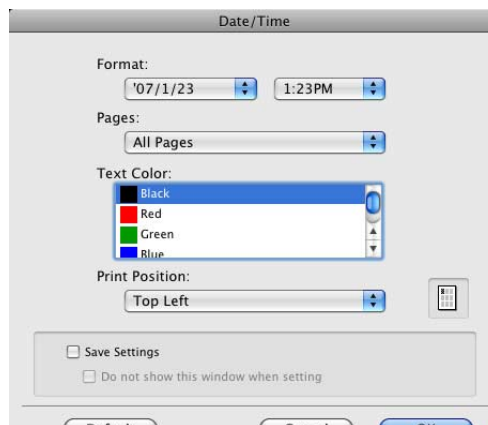 Date/Time
Format:
'07/1/23 1:23PM
Pages:
All Pages
Text Color:
Black
Red
Green
Blue
Print Position:
Top Left
Save Settings
Do not show this window when setting